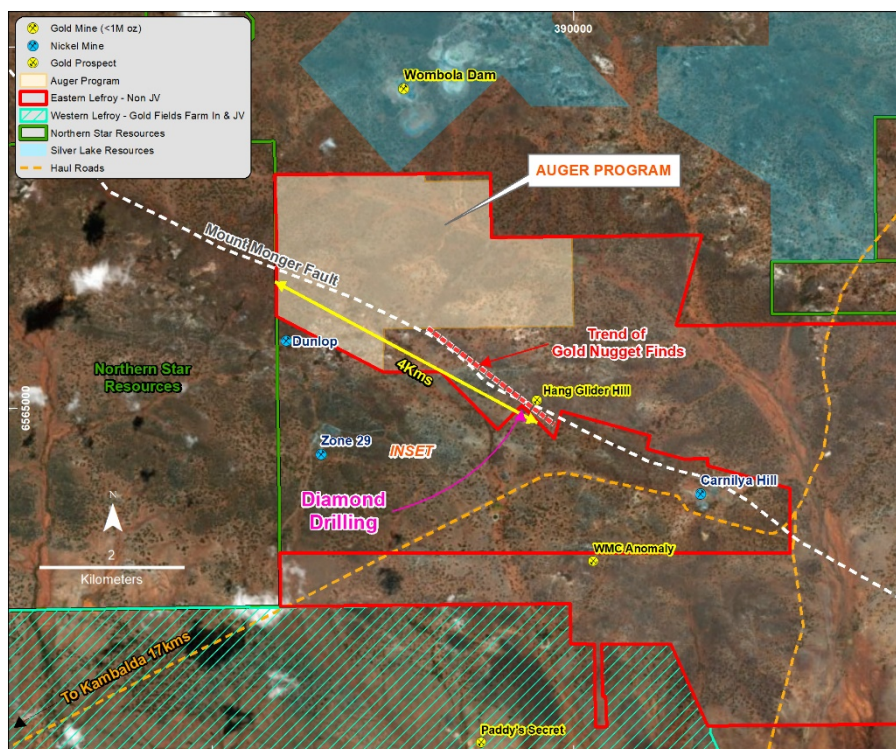 Gold Mine (<1M oz)
Nickel Mine
Gold Prospect
Auger Program
Eastern Lefroy - Non JV
Western Lefroy - Gold Fields Farm In & JV
Northern Star Resources
Silver Lake Resources
Haul Roads
390000
Wombola Dam
AUGER PROGRAM
Mount Monger Fault
Dunlop
Trend of
Gold Nugget Finds
Northern Star
Resources
4Kms
Hang Glider Hill
6565000
Zone 29
INSET
Carnilya Hill
Diamond
Drilling
N
2
Kilometers
WMC Anomaly
To Kambalda 17kms
Paddy's Secret